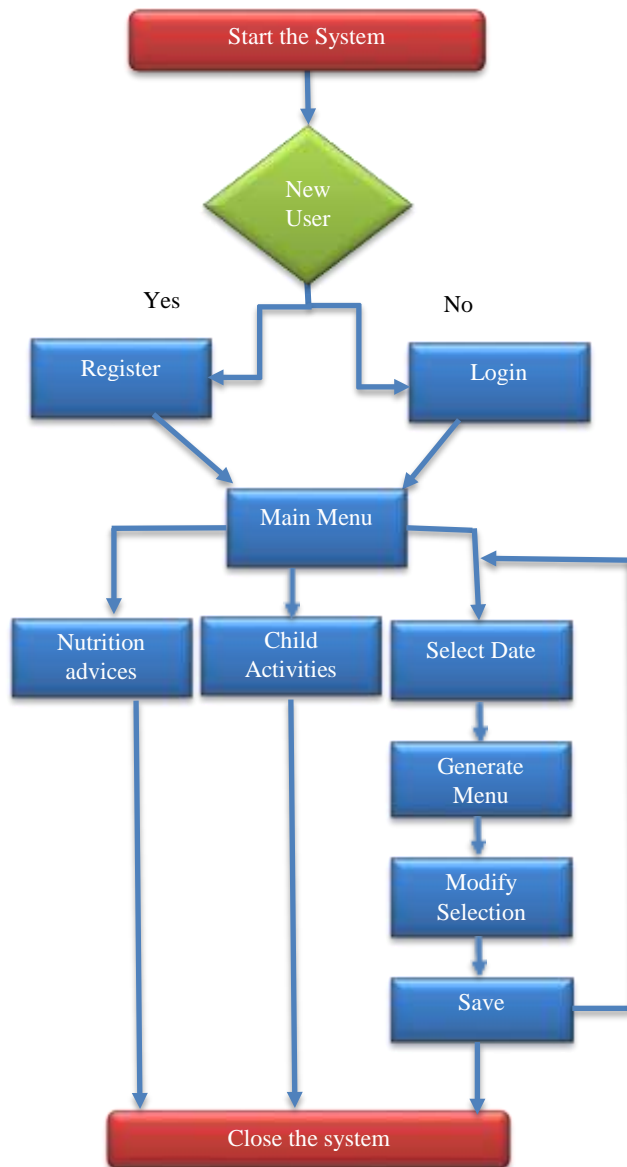 Start the System
New
User
Yes
No
Register
Login
Main Menu
Nutrition
advices
Child
Activities
Select Date
Generate
Menu
Modify
Selection
Save
Close the system